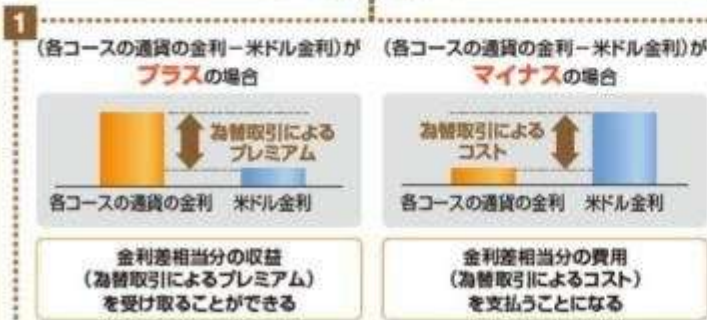 1
(各コースの通貨の金利－米ドル金利)が
プラスの場合
為替取引による
プレミアム
各コースの通貨の金利 米ドル金利
金利差相当分の収益
(為替取引によるプレミアム)
を受け取ることができる
(各コースの通貨の金利－米ドル金利)が
マイナスの場合
為替取引による
コスト
各コースの通貨の金利 米ドル金利
金利差相当分の費用
(為替取引によるコスト)
を支払うことになる